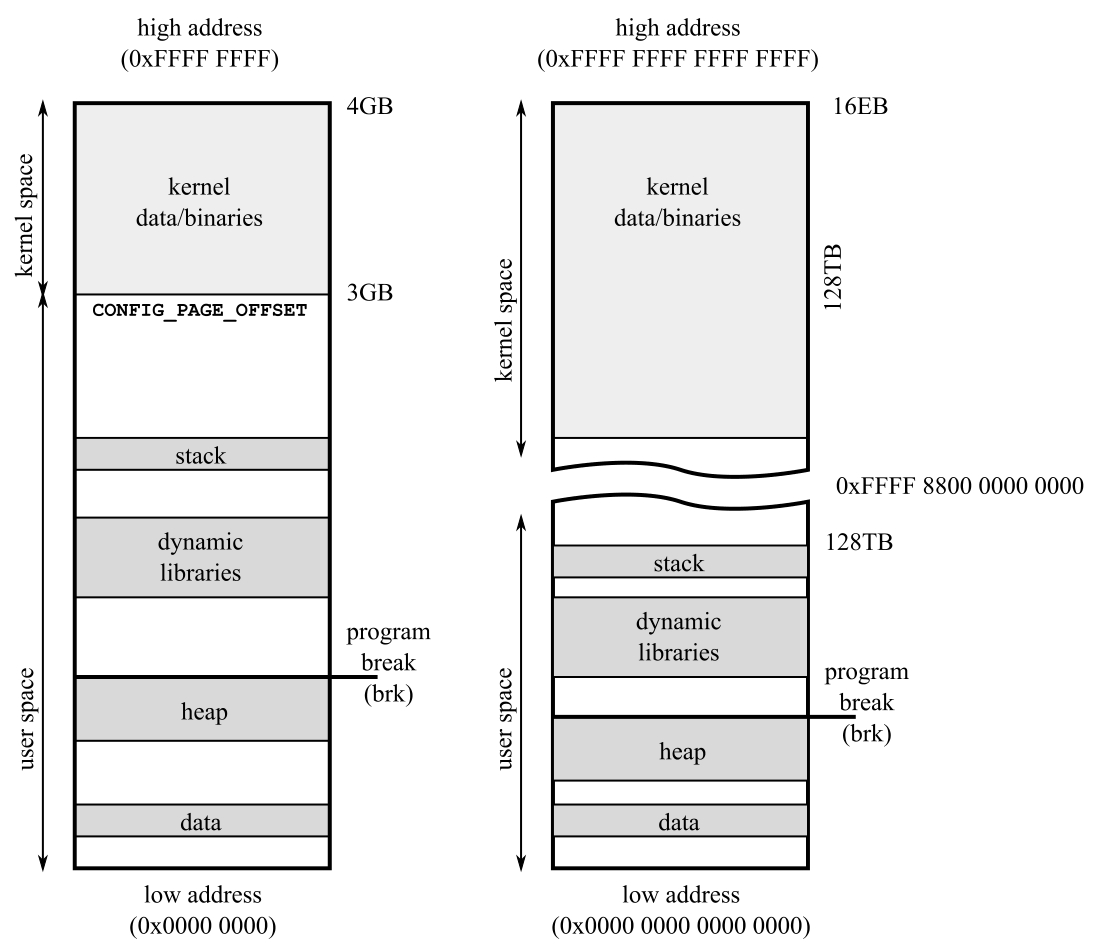 high address
(0xFFFF FFFF)
4GB
kernel space
kernel
data/binaries
3GB
CONFIG_PAGE_OFFSET
stack
dynamic
libraries
program
break
(brk)
user space
heap
data
low address
(0x0000 0000)
high address
(0xFFFF FFFF FFFF FFFF)
16EB
kernel
data/binaries
128TB
kernel space
0xFFFF 8800 0000 0000
128TB
stack
dynamic
libraries
program
break
(brk)
user space
heap
data
low address
(0x0000 0000 0000 0000)